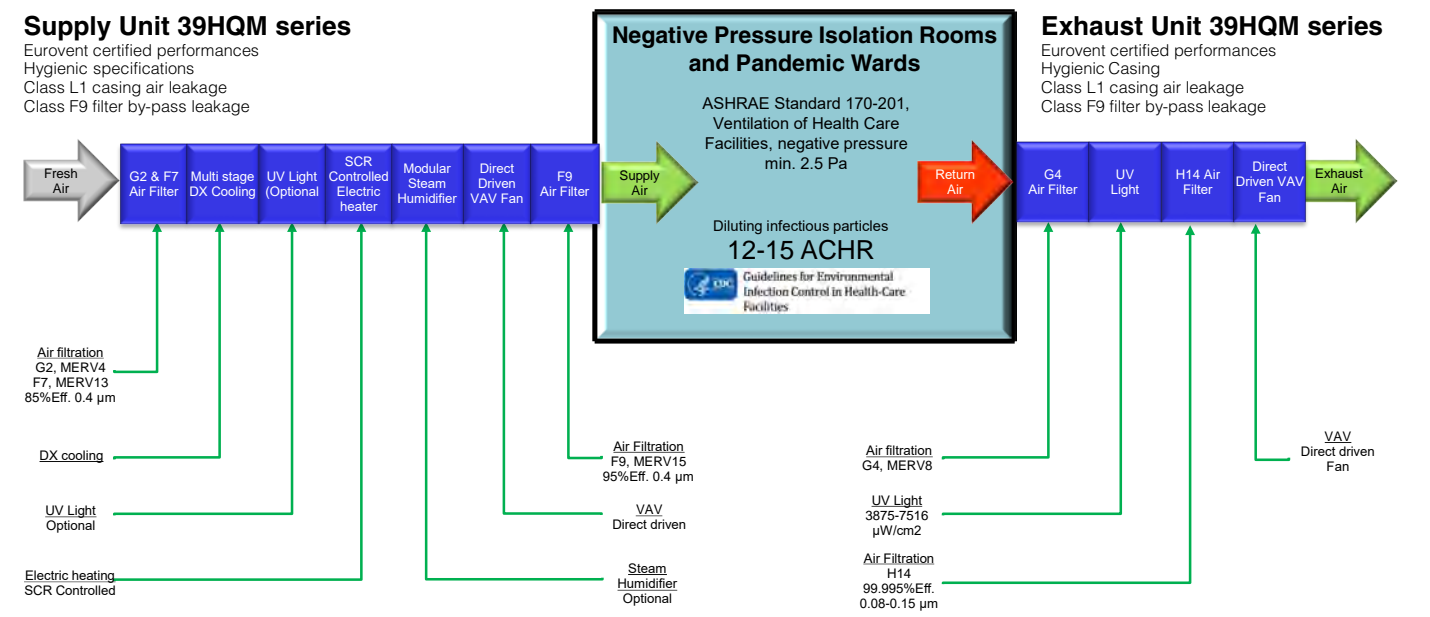 Supply Unit 39HQM series
Eurovent certified performances
Hygienic specifications
Class L1 casing air leakage
Class F9 filter by-pass leakage
Negative Pressure Isolation Rooms
and Pandemic Wards
ASHRAE Standard 170-201,
Ventilation of Health Care
Facilities, negative pressure
min. 2.5 Pa
Diluting infectious particles
12-15 ACHR
CDC
Guidelines for Environmental
Infection Control in Health-Care
Facilities
Exhaust Unit 39HQM series
Eurovent certified performances
Hygienic Casing
Class L1 casing air leakage
Class F9 filter by-pass leakage
Fresh
Air
G2 & F7
Air Filter
Multi stage
DX Cooling
UV Light
(Optional
SCR
Controlled
Electric
heater
Modular
Steam
Humidifier
Direct
Driven
VAV Fan
F9
Air Filter
Supply
Air
Return
Air
G4
Air Filter
UV
Light
H14 Air
Filter
Direct
Driven VAV
Fan
Exhaust
Air
Air filtration
G2, MERV4
F7, MERV13
85%Eff. 0.4 µm
DX cooling
UV Light
Optional
Electric heating
SCR Controlled
Air Filtration
F9, MERV15
95%Eff. 0.4 µm
VAV
Direct driven
Steam
Humidifier
Optional
Air filtration
G4, MERV8
UV Light
3875-7516
µW/cm2
Air Filtration
H14
99.995%Eff.
0.08-0.15 µm
VAV
Direct driven
Fan